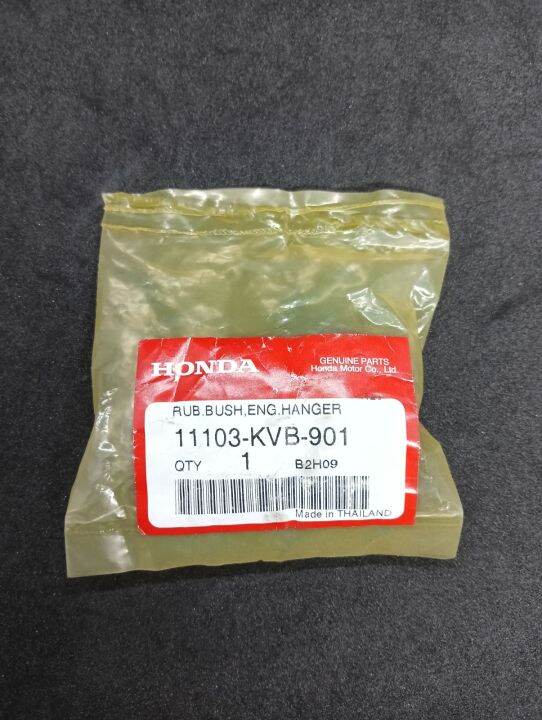 HONDA
GENUINE PARTS
Honda Motor Co., Ltd.
RUB.BUSH,ENG.HANGER
11103-KVB-901
QTY 1 B2H09
Made in THAILAND